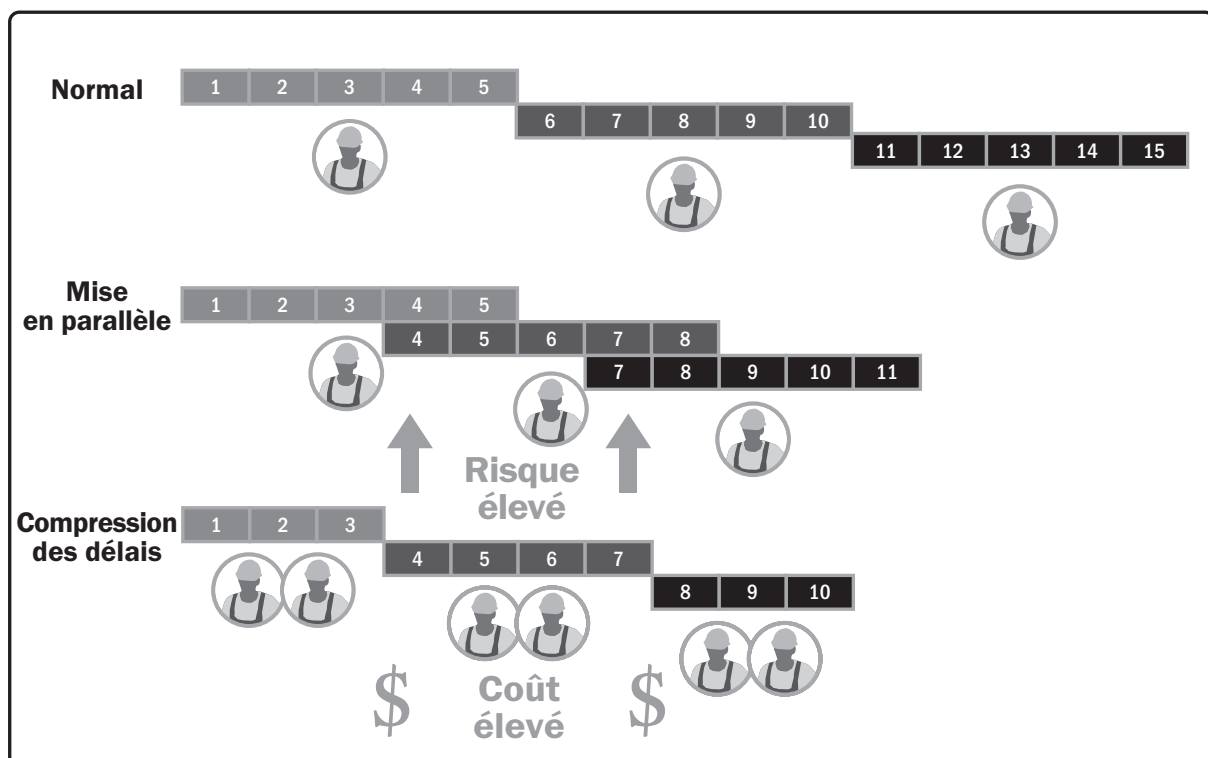 Normal
1 2 3 4 5
6 7 8 9 10
11 12 13 14 15
Mise
en parallèle
1 2 3 4 5
4 5 6 7 8
7 8 9 10 11
Risque
élevé
Compression
des délais
1 2 3
4 5 6 7
8 9 10
$ Coût $
élevé